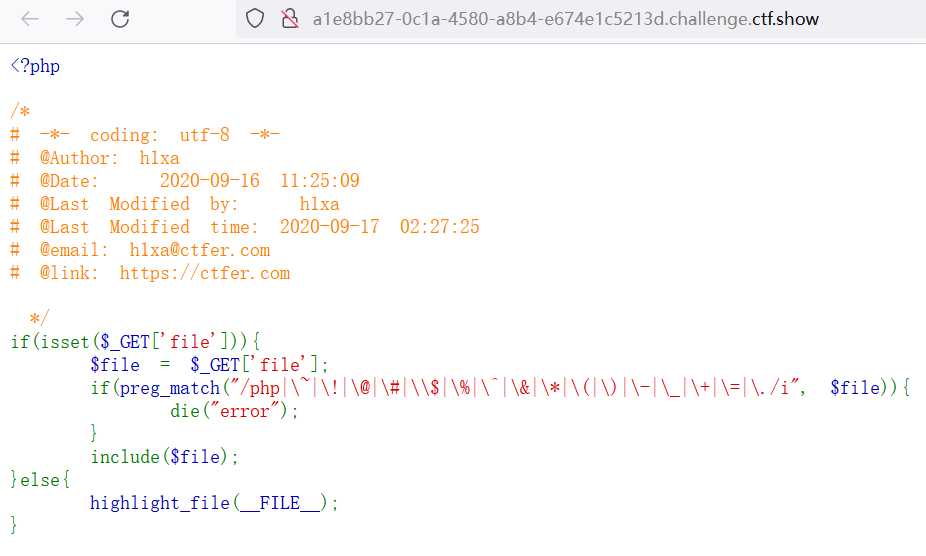 a1e8bb27-0c1a-4580-a8b4-e674e1c5213d.challenge.ctf.show
<?php
/*
# -*- coding: utf-8 -*-
# @Author: hlxa
# @Date:   2020-09-16 11:25:09
# @Last Modified by:   hlxa
# @Last Modified time: 2020-09-17 02:27:25
# @email: hlxa@ctfer.com
# @link: https://ctfer.com
*/
if(isset($_GET['file'])){
    $file = $_GET['file'];
    if(preg_match("/php|\~|\!|\@|\#|\\$|\%|\^|\&|\*|\(|\)|\-|\_|\+|\=|\./i", $file)){
        die("error");
    }
    include($file);
}else{
    highlight_file(__FILE__);
}